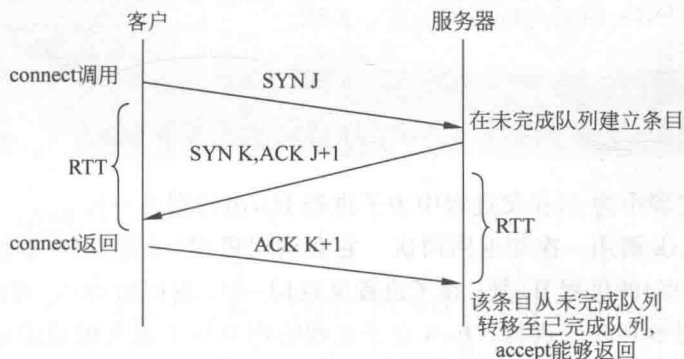 客户
服务器
connect调用
SYN J
在未完成队列建立条目
RTT
SYN K,ACK J+1
RTT
connect返回
ACK K+1
该条目从未完成队列
转移至已完成队列，
accept能够返回